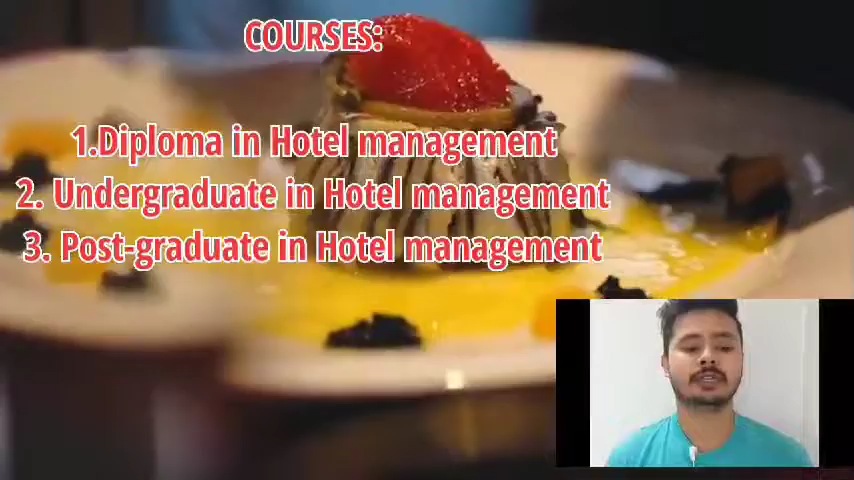 COURSES:
1.Diploma in Hotel management
2. Undergraduate in Hotel management
3. Post-graduate in Hotel management